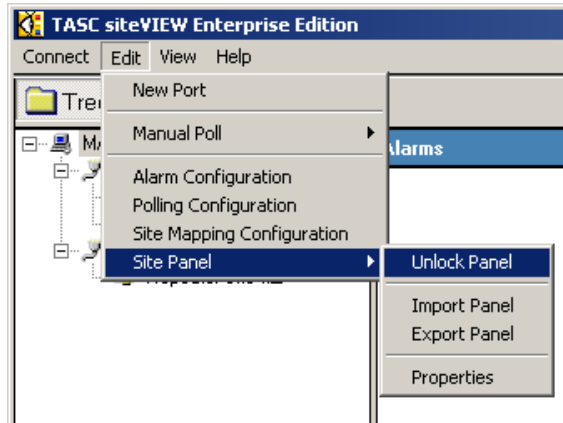 TASC siteVIEW Enterprise Edition
Connect Edit View Help
New Port
Manual Poll
Alarms
Alarm Configuration
Polling Configuration
Site Mapping Configuration
Site Panel
Unlock Panel
Import Panel
Export Panel
Properties